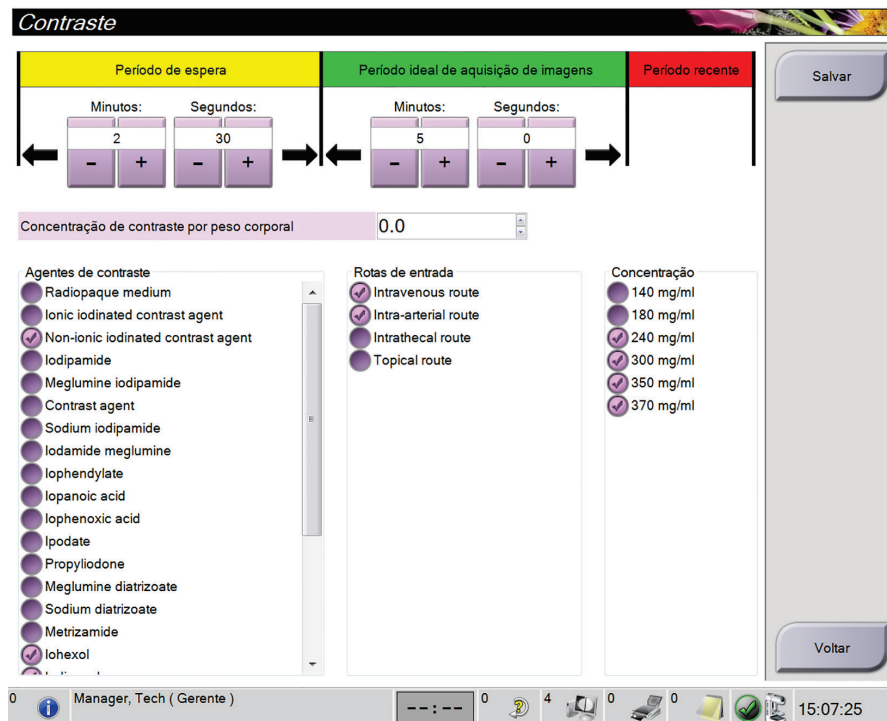 Contraste
Período de espera
Período ideal de aquisição de imagens
Período recente
Salvar
Minutos:
Segundos:
Minutos:
Segundos:
2
30
5
0
- + - +
- + - +
Concentração de contraste por peso corporal
0.0
Agentes de contraste
Radiopaque medium
Ionic iodinated contrast agent
Non-ionic iodinated contrast agent
Iodipamide
Meglumine iodipamide
Contrast agent
Sodium iodipamide
Iodamide meglumine
Iophendylate
Iopanoic acid
Iophenoxic acid
Ipodate
Propyliodone
Meglumine diatrizoate
Sodium diatrizoate
Metrizamide
Iohexol
Rotas de entrada
Intravenous route
Intra-arterial route
Intrathecal route
Topical route
Concentração
140 mg/ml
180 mg/ml
240 mg/ml
300 mg/ml
350 mg/ml
370 mg/ml
Voltar
0
Manager, Tech ( Gerente )
--:--
0
4
0
0
15:07:25